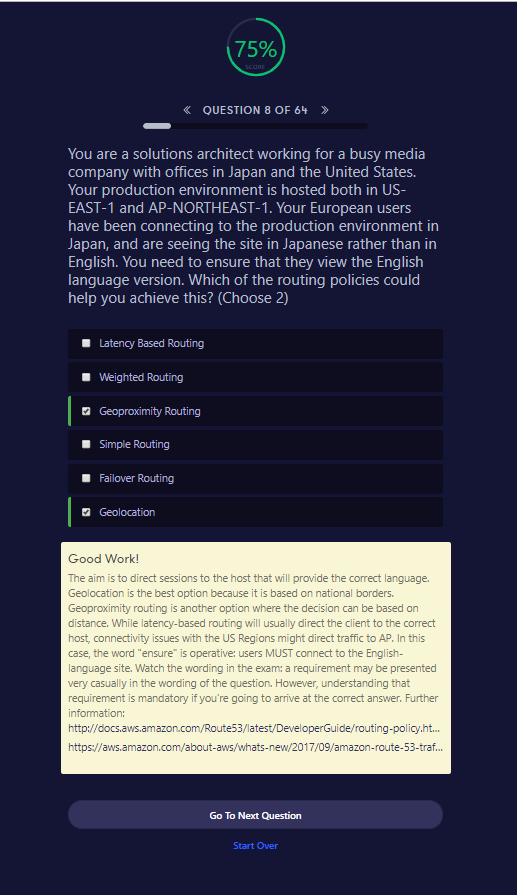 75%
SCORE
QUESTION 8 OF 64
You are a solutions architect working for a busy media
company with offices in Japan and the United States.
Your production environment is hosted both in US-
EAST-1 and AP-NORTHEAST-1. Your European users
have been connecting to the production environment in
Japan, and are seeing the site in Japanese rather than in
English. You need to ensure that they view the English
language version. Which of the routing policies could
help you achieve this? (Choose 2)
Latency Based Routing
Weighted Routing
Geoproximity Routing
Simple Routing
Failover Routing
Geolocation
Good Work!
The aim is to direct sessions to the host that will provide the correct language.
Geolocation is the best option because it is based on national borders.
Geoproximity routing is another option where the decision can be based on
distance. While latency-based routing will usually direct the client to the correct
host, connectivity issues with the US Regions might direct traffic to AP. In this
case, the word "ensure" is operative: users MUST connect to the English-
language site. Watch the wording in the exam: a requirement may be presented
very casually in the wording of the question. However, understanding that
requirement is mandatory if you're going to arrive at the correct answer. Further
information:
http://docs.aws.amazon.com/Route53/latest/DeveloperGuide/routing-policy.ht...
https://aws.amazon.com/about-aws/whats-new/2017/09/amazon-route-53-traf...
Go To Next Question
Start Over